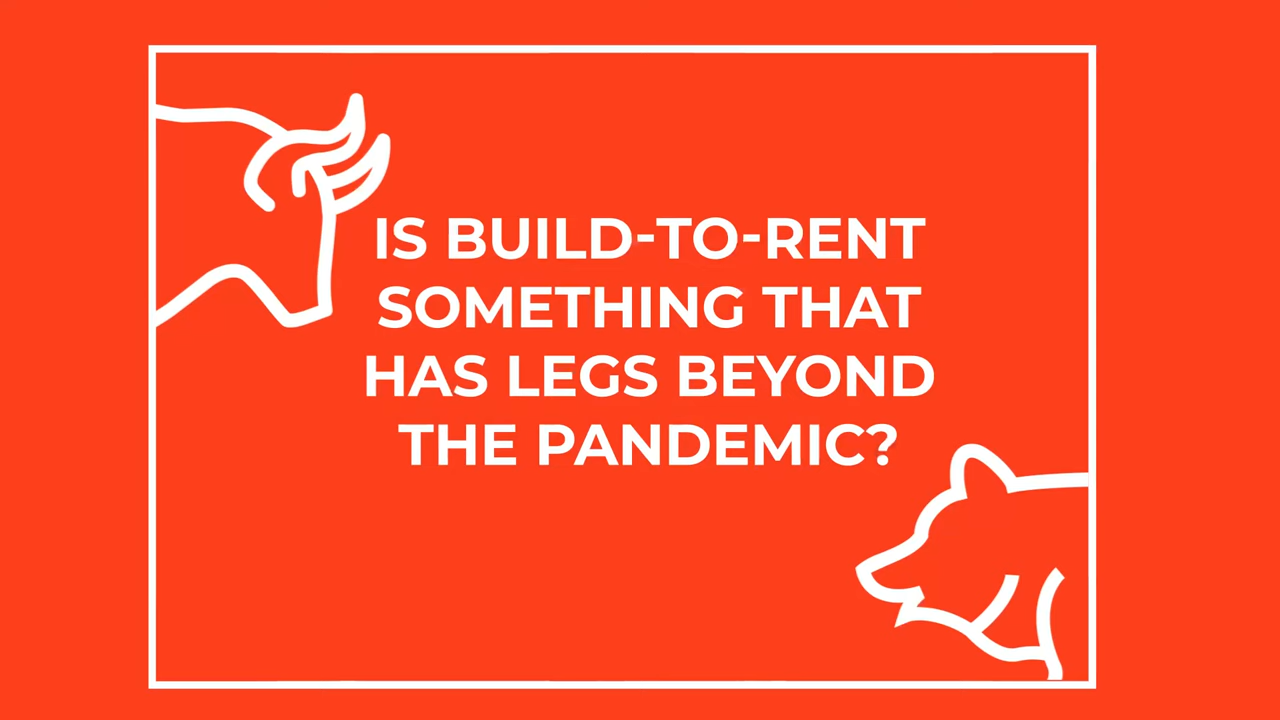 IS BUILD-TO-RENT
SOMETHING THAT
HAS LEGS BEYOND
THE PANDEMIC?